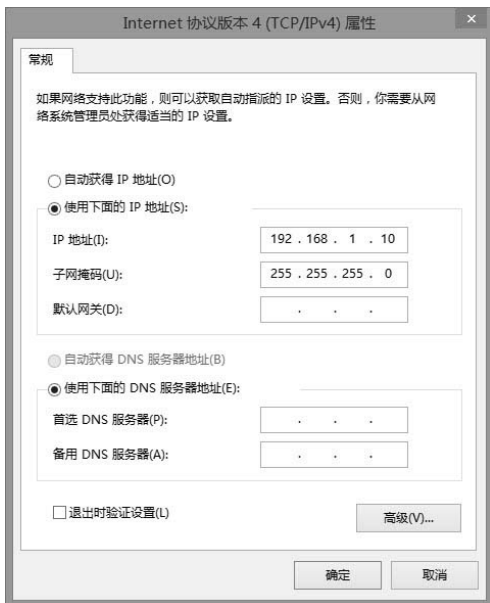 Internet 协议版本 4 (TCP/IPv4) 属性
×
常规
如果网络支持此功能，则可以获取自动指派的 IP 设置。否则，你需要从网
络系统管理员处获得适当的 IP 设置。
自动获得 IP 地址(O)
使用下面的 IP 地址(S):
IP 地址(I): 192 . 168 . 1 . 10
子网掩码(U): 255 . 255 . 255 . 0
默认网关(D): . . .
自动获得 DNS 服务器地址(B)
使用下面的 DNS 服务器地址(E):
首选 DNS 服务器(P): . . .
备用 DNS 服务器(A): . . .
退出时验证设置(L)
高级(V)...
确定 取消